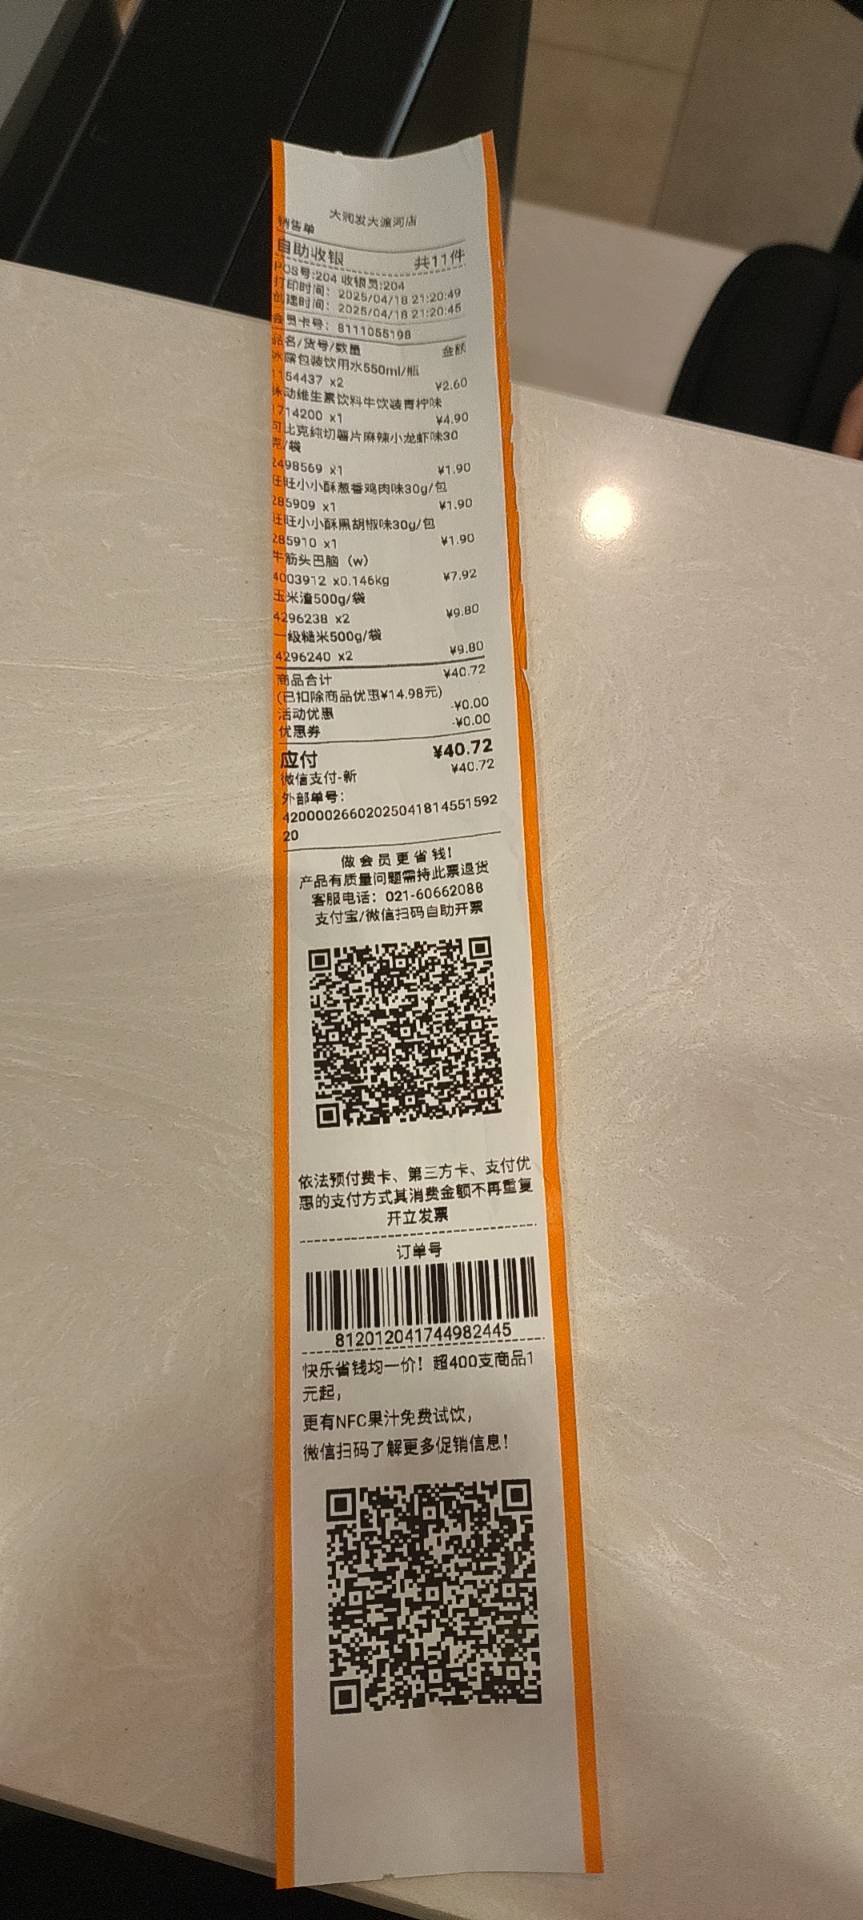 大润发大渡河店
销售单
自助收银 共11件
POS号:204 收银员:204
打印时间: 2025/04/18 21:20:49
创建时间: 2025/04/18 21:20:45
会员卡号: 8111055198
品名/货号/数量 金额
冰露包装饮用水550ml/瓶
1154437 x2 ¥2.60
脉动维生素饮料牛饮装青柠味
714200 x1 ¥4.90
可比克纯切薯片麻辣小龙虾味30
克/袋
2498569 x1 ¥1.90
旺旺小小酥葱香鸡肉味30g/包
285909 x1 ¥1.90
旺旺小小酥黑胡椒味30g/包
285910 x1 ¥1.90
牛筋头巴脑 (w)
4003912 x0.146kg ¥7.92
玉米渣500g/袋
4296238 x2 ¥9.80
一级糙米500g/袋
4296240 x2 ¥9.80
商品合计 ¥40.72
(已扣除商品优惠¥14.98元)
活动优惠 -¥0.00
优惠券 -¥0.00
应付 ¥40.72
微信支付-新 ¥40.72
外部单号:
42000026602025041814551592
20
做会员更省钱!
产品有质量问题需持此票退货
客服电话: 021-60662088
支付宝/微信扫码自助开票
依法预付费卡、第三方卡、支付优
惠的支付方式其消费金额不再重复
开立发票
订单号
812012041744982445
快乐省钱均一价! 超400支商品1
元起,
更有NFC果汁免费试饮,
微信扫码了解更多促销信息!